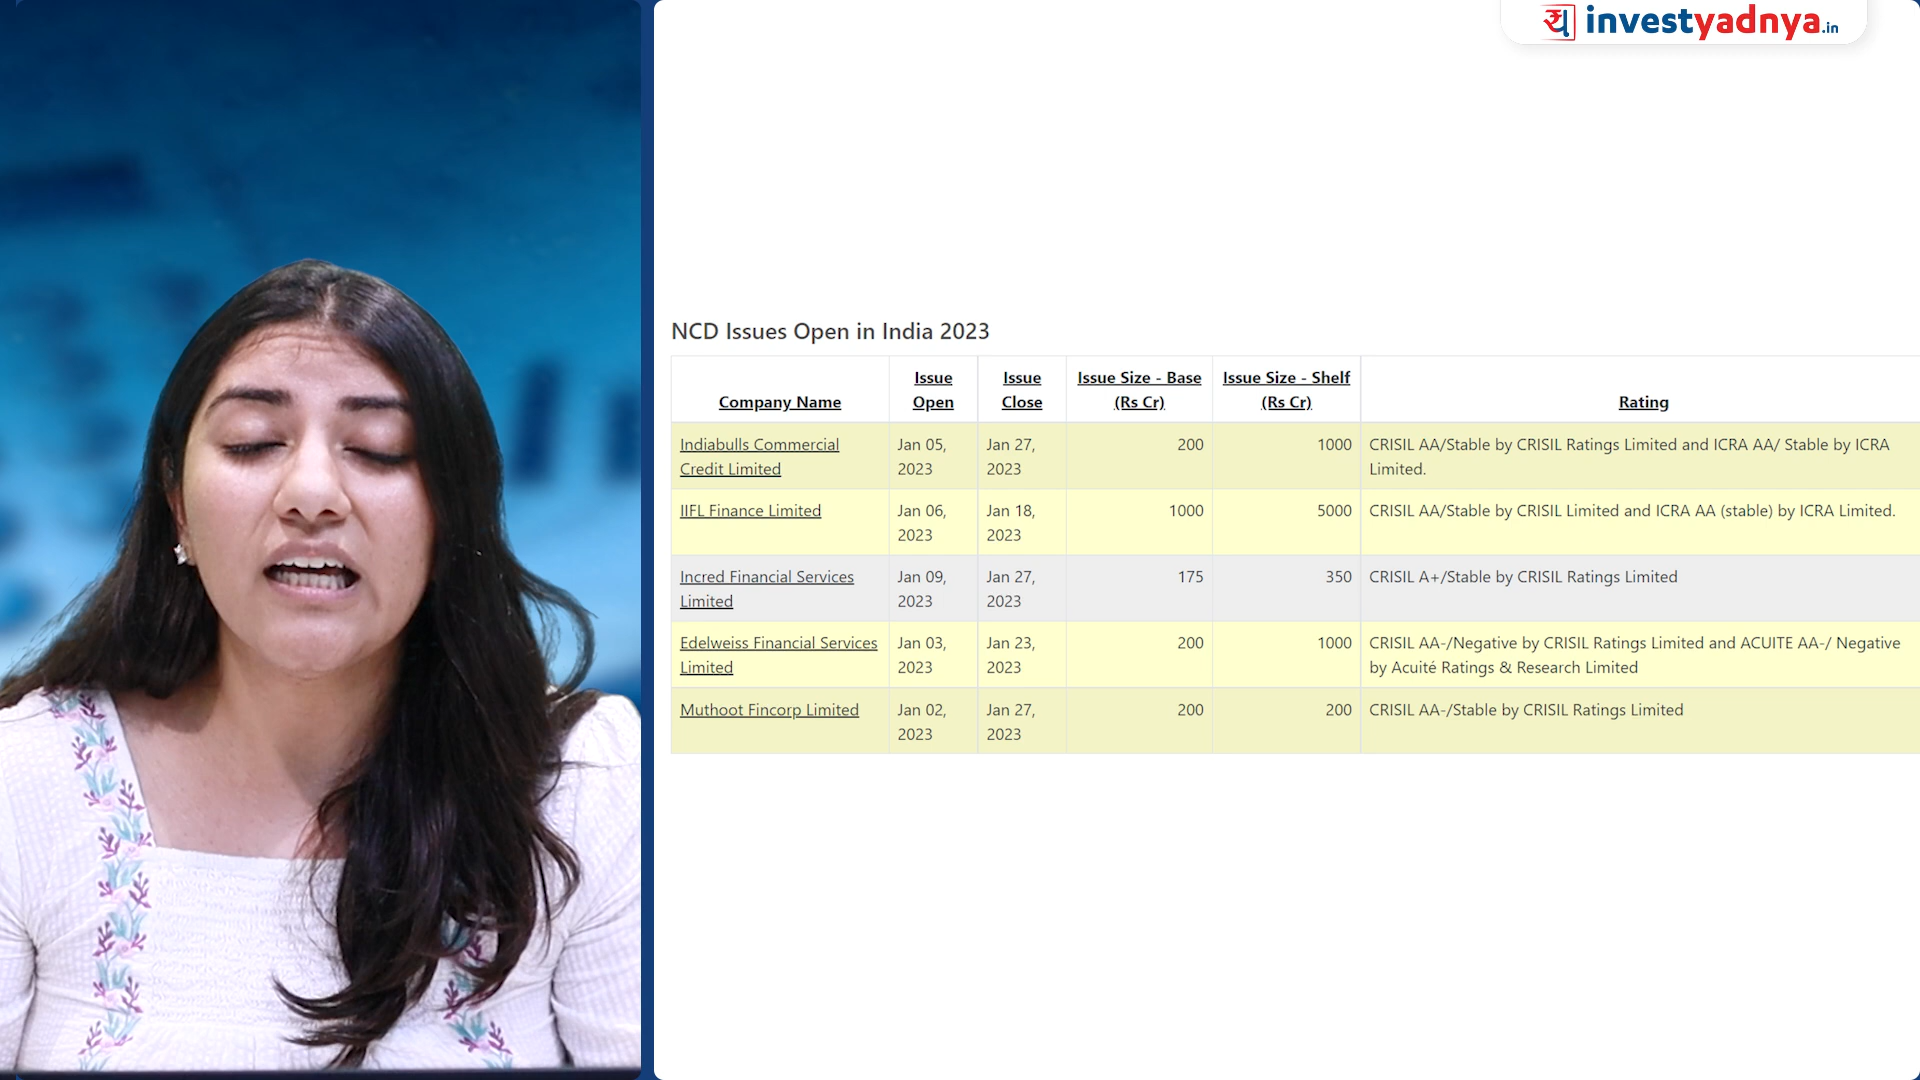 investyadnya.in
NCD Issues Open in India 2023
Company Name
Issue
Open
Issue
Close
Issue Size - Base
(Rs Cr)
Issue Size - Shelf
(Rs Cr)
Rating
Indiabulls Commercial
Credit Limited
Jan 05,
2023
Jan 27,
2023
200
1000
CRISIL AA/Stable by CRISIL Ratings Limited and ICRA AA/ Stable by ICRA
Limited.
IIFL Finance Limited
Jan 06,
2023
Jan 18,
2023
1000
5000
CRISIL AA/Stable by CRISIL Limited and ICRA AA (stable) by ICRA Limited.
Incred Financial Services
Limited
Jan 09,
2023
Jan 27,
2023
175
350
CRISIL A+/Stable by CRISIL Ratings Limited
Edelweiss Financial Services
Limited
Jan 03,
2023
Jan 23,
2023
200
1000
CRISIL AA-/Negative by CRISIL Ratings Limited and ACUITE AA-/ Negative
by Acuité Ratings & Research Limited
Muthoot Fincorp Limited
Jan 02,
2023
Jan 27,
2023
200
200
CRISIL AA-/Stable by CRISIL Ratings Limited